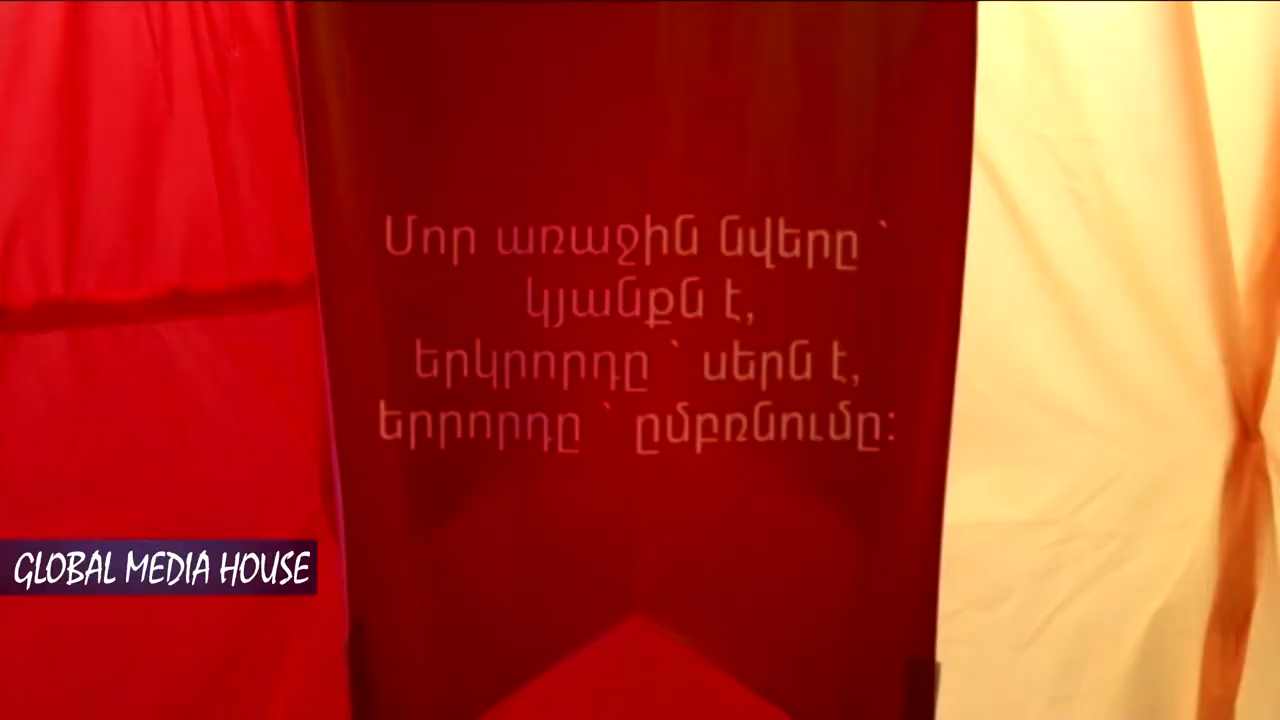 Մոր առաջին նվերը `
կյանքն է,
երկրորդը ` սերն է,
երրորդը ` ըմբռնումը:
GLOBAL MEDIA HOUSE